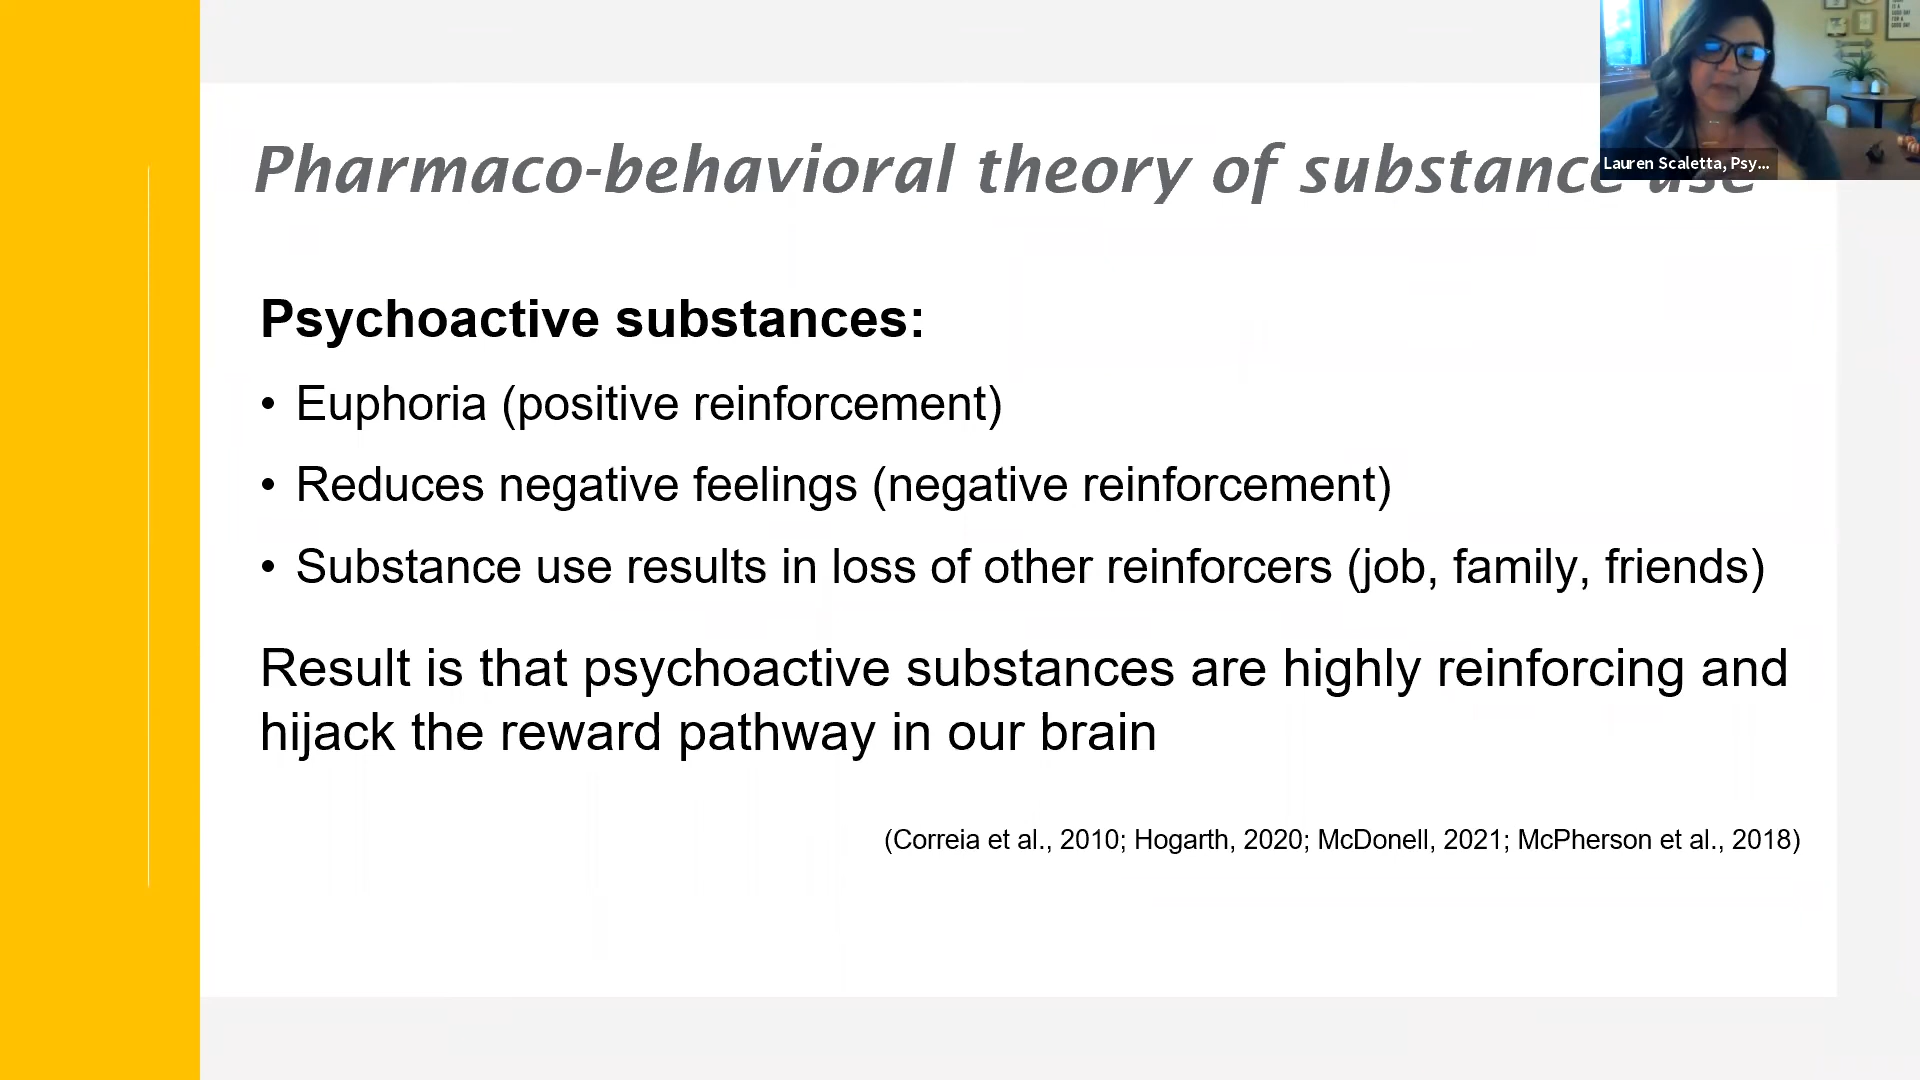 Pharmaco-behavioral theory of substance use
Lauren Scaletta, Psy...
Psychoactive substances:
• Euphoria (positive reinforcement)
• Reduces negative feelings (negative reinforcement)
• Substance use results in loss of other reinforcers (job, family, friends)
Result is that psychoactive substances are highly reinforcing and
hijack the reward pathway in our brain
(Correia et al., 2010; Hogarth, 2020; McDonell, 2021; McPherson et al., 2018)